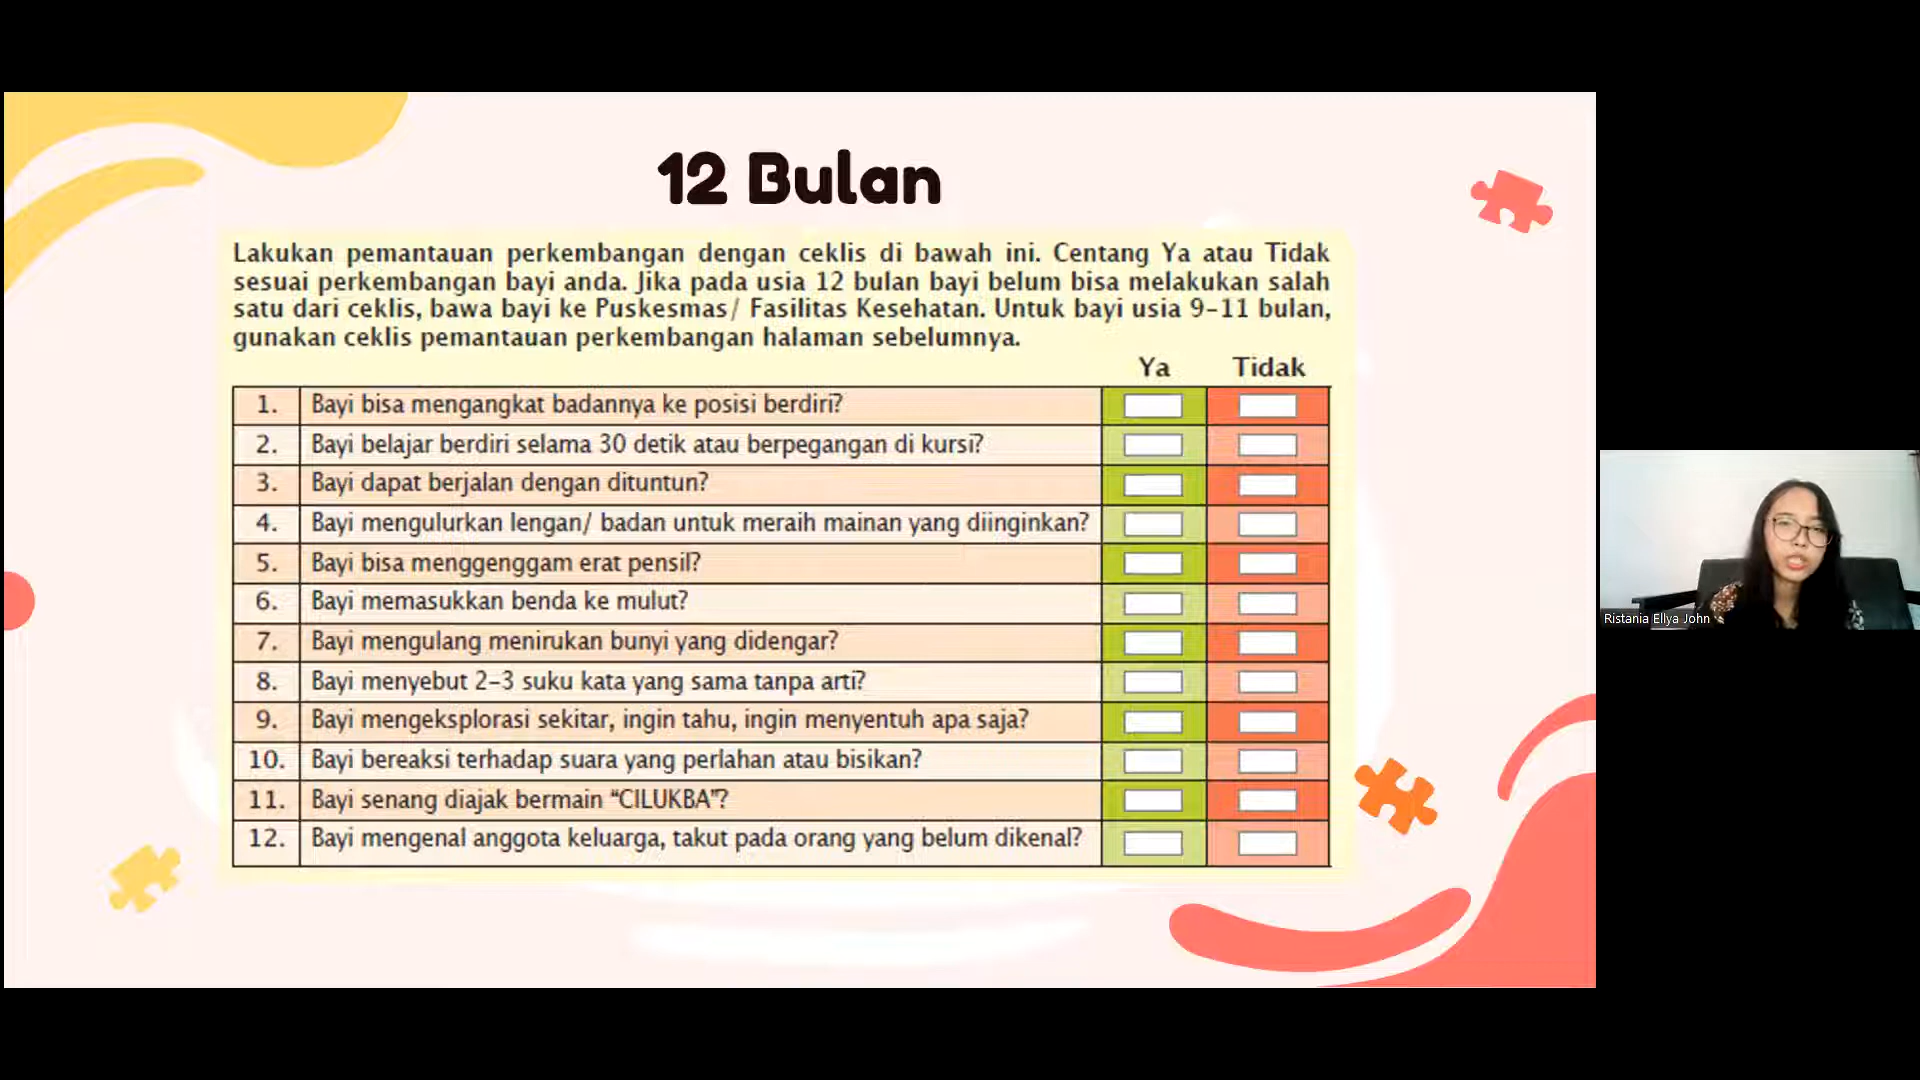 12 Bulan
Lakukan pemantauan perkembangan dengan ceklis di bawah ini. Centang Ya atau Tidak
sesuai perkembangan bayi anda. Jika pada usia 12 bulan bayi belum bisa melakukan salah
satu dari ceklis, bawa bayi ke Puskesmas/ Fasilitas Kesehatan. Untuk bayi usia 9-11 bulan,
gunakan ceklis pemantauan perkembangan halaman sebelumnya.
Ya Tidak
1. Bayi bisa mengangkat badannya ke posisi berdiri?
2. Bayi belajar berdiri selama 30 detik atau berpegangan di kursi?
3. Bayi dapat berjalan dengan dituntun?
4. Bayi mengulurkan lengan/ badan untuk meraih mainan yang diinginkan?
5. Bayi bisa menggenggam erat pensil?
6. Bayi memasukkan benda ke mulut?
7. Bayi mengulang menirukan bunyi yang didengar?
8. Bayi menyebut 2-3 suku kata yang sama tanpa arti?
9. Bayi mengeksplorasi sekitar, ingin tahu, ingin menyentuh apa saja?
10. Bayi bereaksi terhadap suara yang perlahan atau bisikan?
11. Bayi senang diajak bermain “CILUKBA”?
12. Bayi mengenal anggota keluarga, takut pada orang yang belum dikenal?
Ristania Ellya John